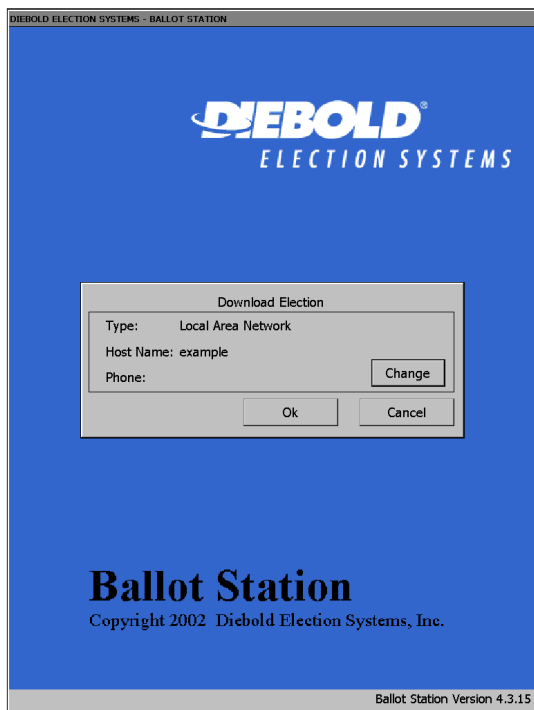 DIEBOLD ELECTION SYSTEMS - BALLOT STATION
DIEBOLD®
ELECTION SYSTEMS
Download Election
Type: Local Area Network
Host Name: example
Phone:
Change
Ok Cancel
Ballot Station
Copyright 2002 Diebold Election Systems, Inc.
Ballot Station Version 4.3.15